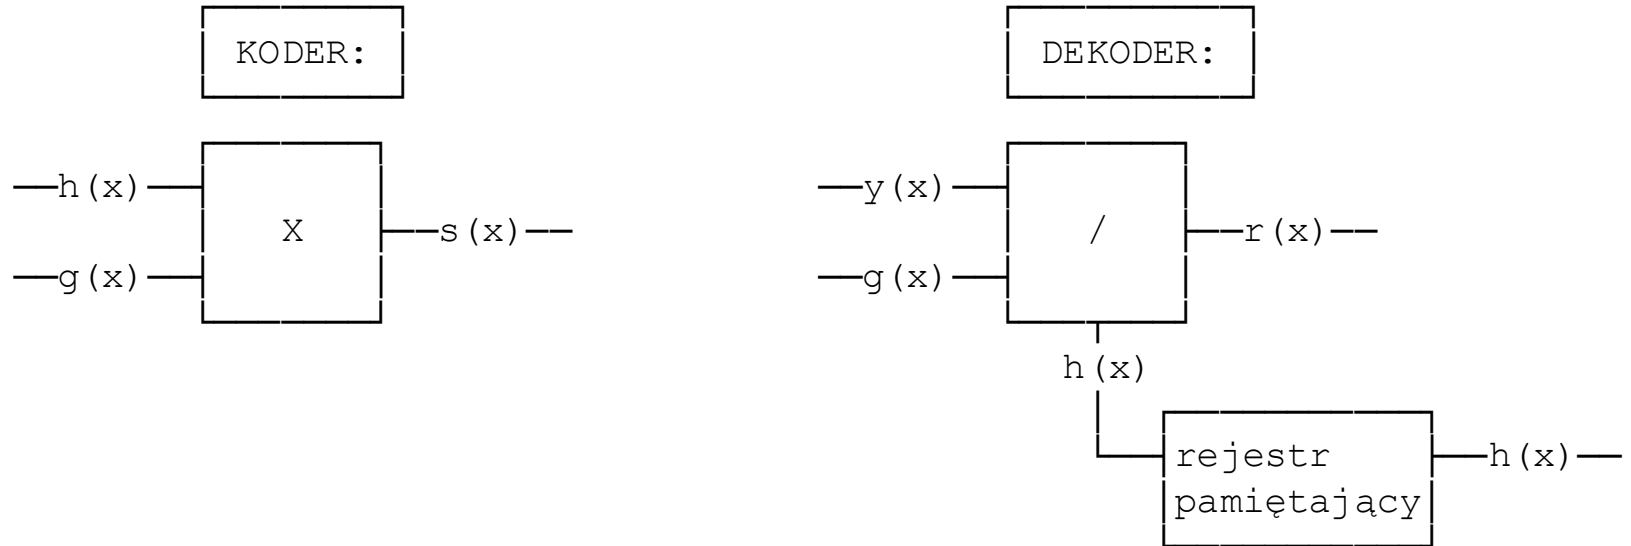 KODER:
h(x)
g(x)
X
s(x)
DEKODER:
y(x)
g(x)
/
r(x)
h(x)
rejestr
pamiętający
h(x)